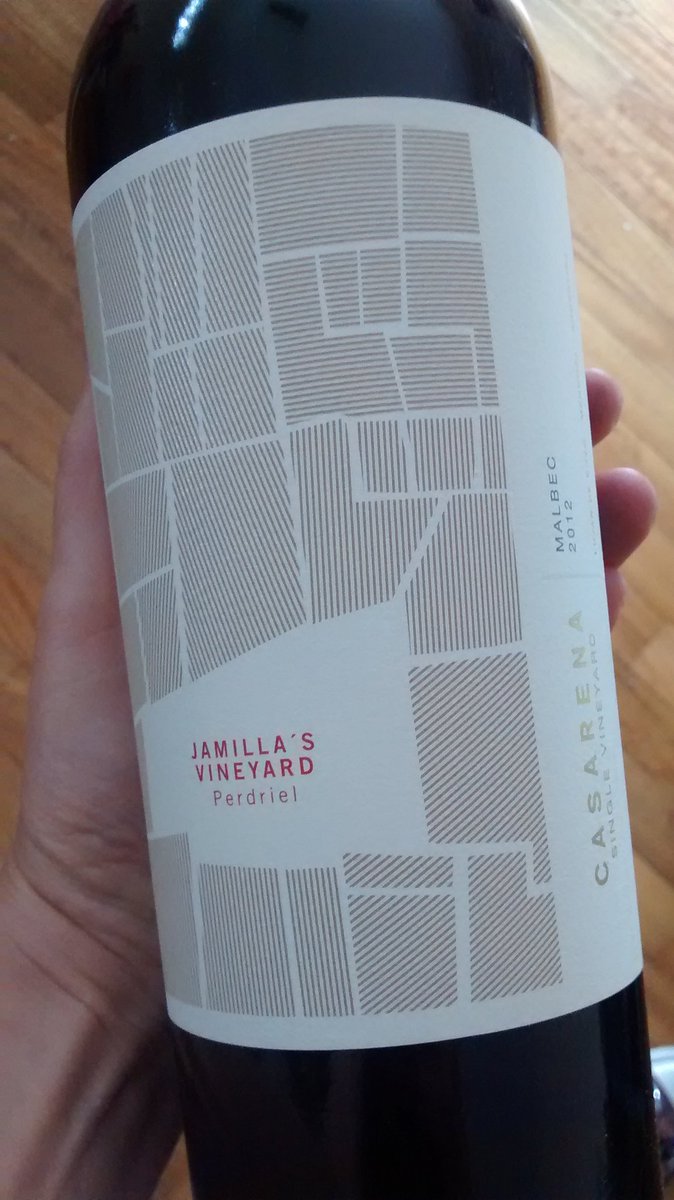 JAMILLA´S
VINEYARD
Perdriel
MALBEC
2012
CASARENA
SINGLE VINEYARD